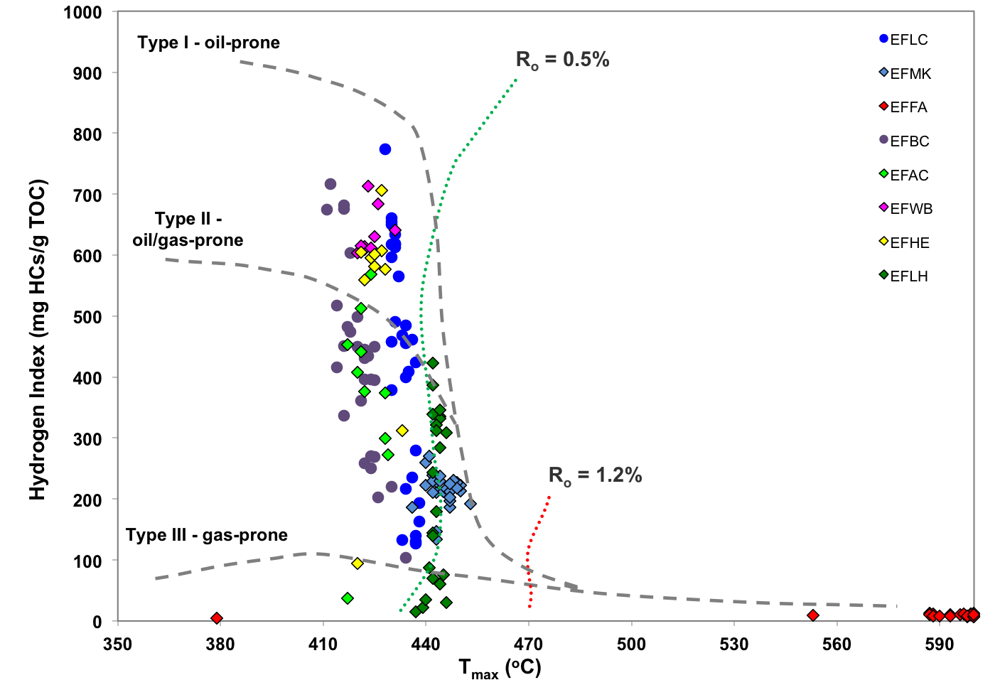 1000
900
800
700
600
500
400
300
200
100
0
Hydrogen Index (mg HCs/g TOC)
Type I - oil-prone
Type II -
oil/gas-prone
Type III - gas-prone
Ro = 0.5%
Ro = 1.2%
EFLC
EFMK
EFFA
EFBC
EFAC
EFWB
EFHE
EFLH
350 380 410 440 470 500 530 560 590
Tmax (oC)